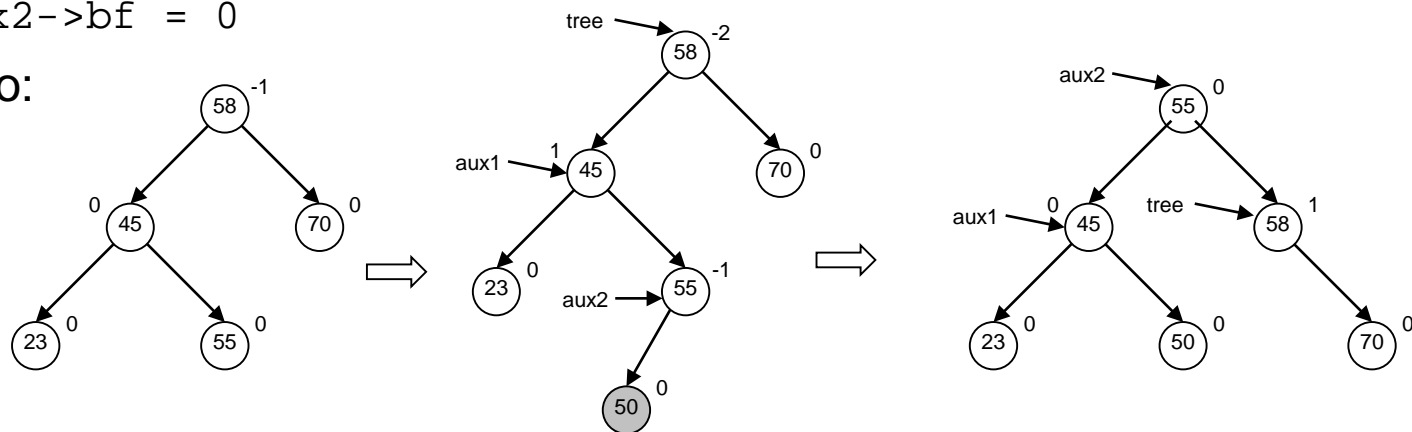 k2->bf = 0
o:
58 -1
0 45
70 0
23 0
55 0
tree
58 -2
aux1 1 45
70 0
23 0
aux2 55 -1
50 0
aux2 55 0
aux1 0 45
tree 58 1
23 0
50 0
70 0